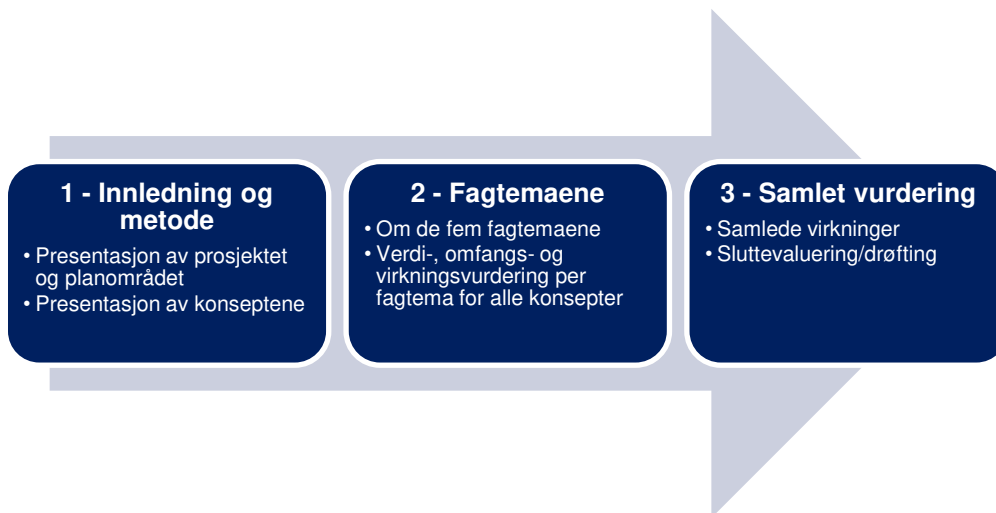 1 - Innledning og
metode
• Presentasjon av prosjektet
og planområdet
• Presentasjon av konseptene
2 - Fagtemaene
• Om de fem fagtemaene
• Verdi-, omfangs- og
virkningsvurdering per
fagtema for alle konsepter
3 - Samlet vurdering
• Samlede virkninger
• Sluttevaluering/drøfting